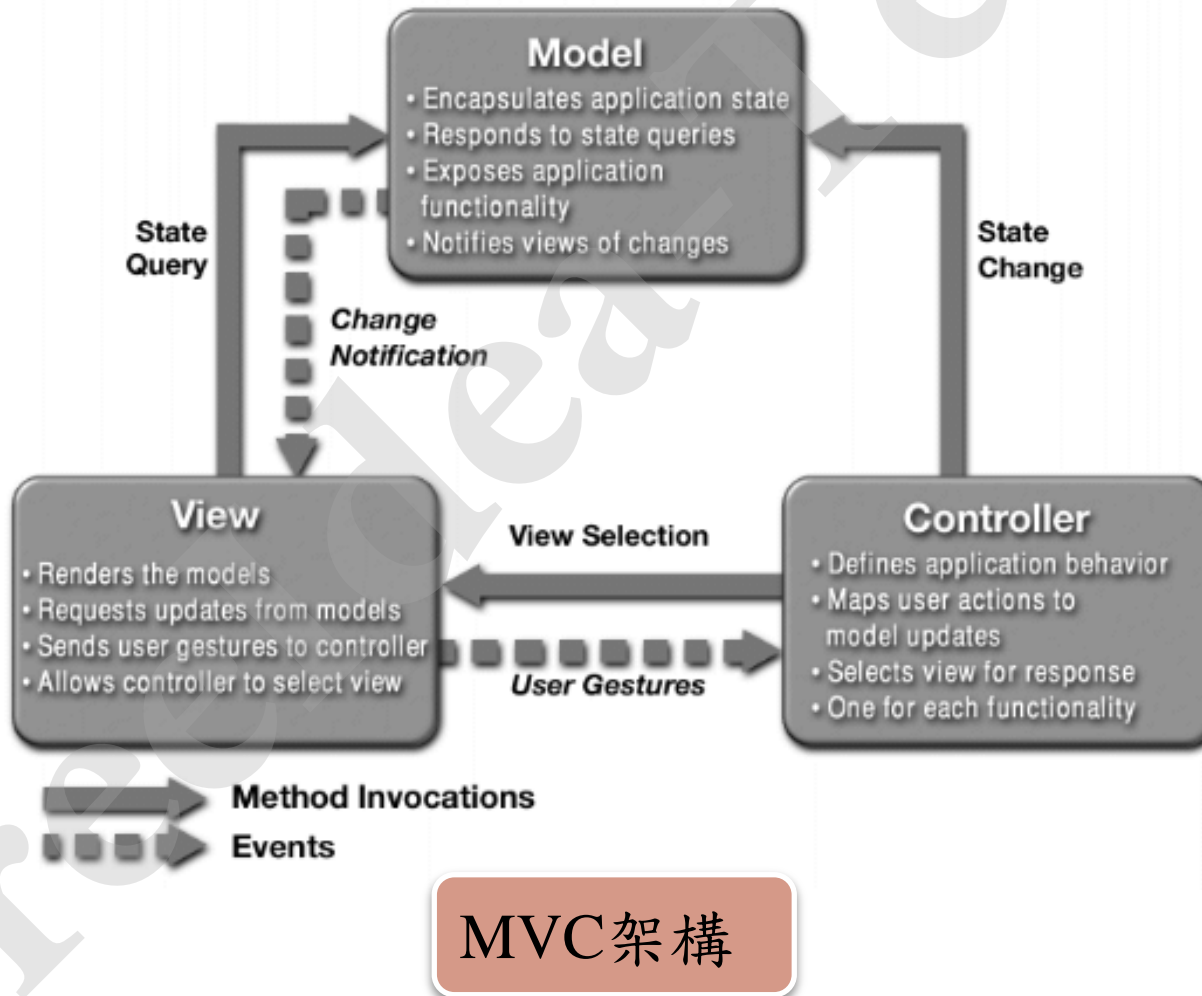 Model
• Encapsulates application state
• Responds to state queries
• Exposes application
functionality
• Notifies views of changes
State
Query
State
Change
Change
Notification
View
• Renders the models
• Requests updates from models
• Sends user gestures to controller
• Allows controller to select view
View Selection
User Gestures
Controller
• Defines application behavior
• Maps user actions to
model updates
• Selects view for response
• One for each functionality
Method Invocations
Events
MVC架構